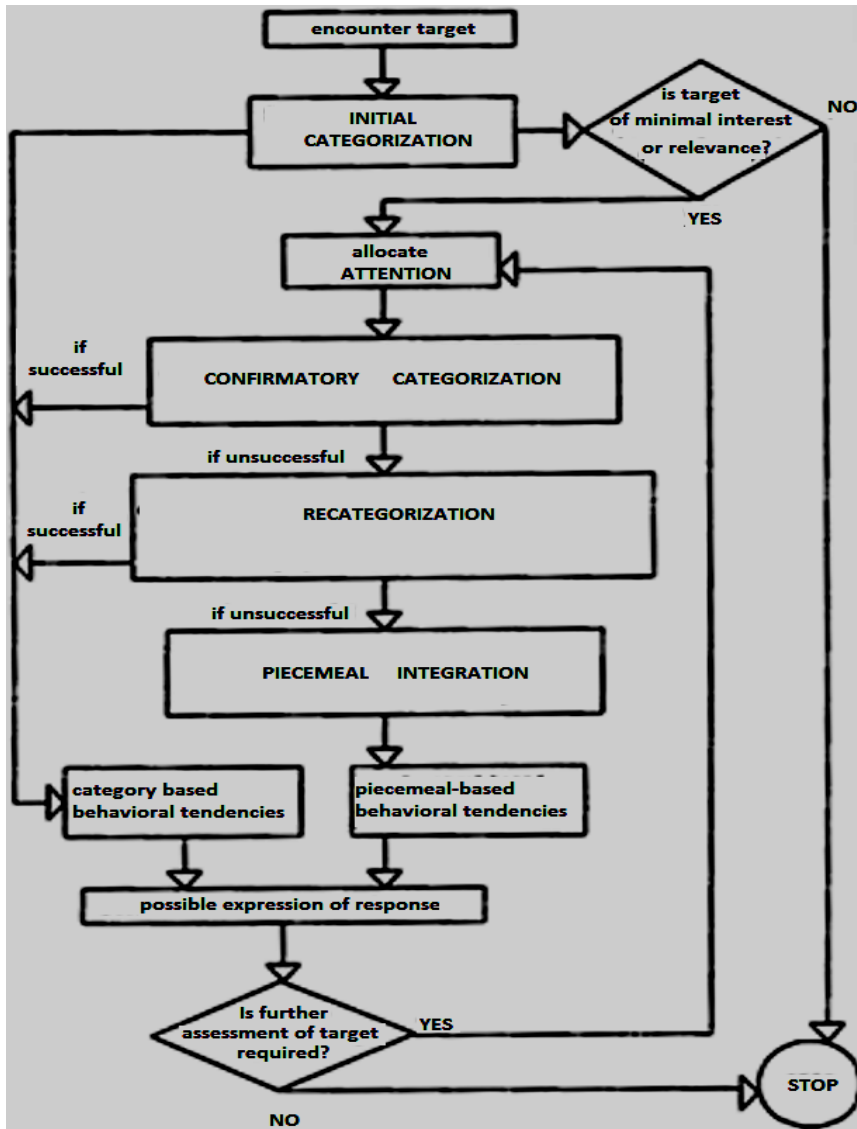 encounter target
INITIAL
CATEGORIZATION
is target
of minimal interest
or relevance?
NO
YES
allocate
ATTENTION
if
successful
CONFIRMATORY CATEGORIZATION
if unsuccessful
if
successful
RECATEGORIZATION
if unsuccessful
PIECEMEAL INTEGRATION
category based
behavioral tendencies
piecemeal-based
behavioral tendencies
possible expression of response
Is further
assessment of target
required?
YES
NO
STOP